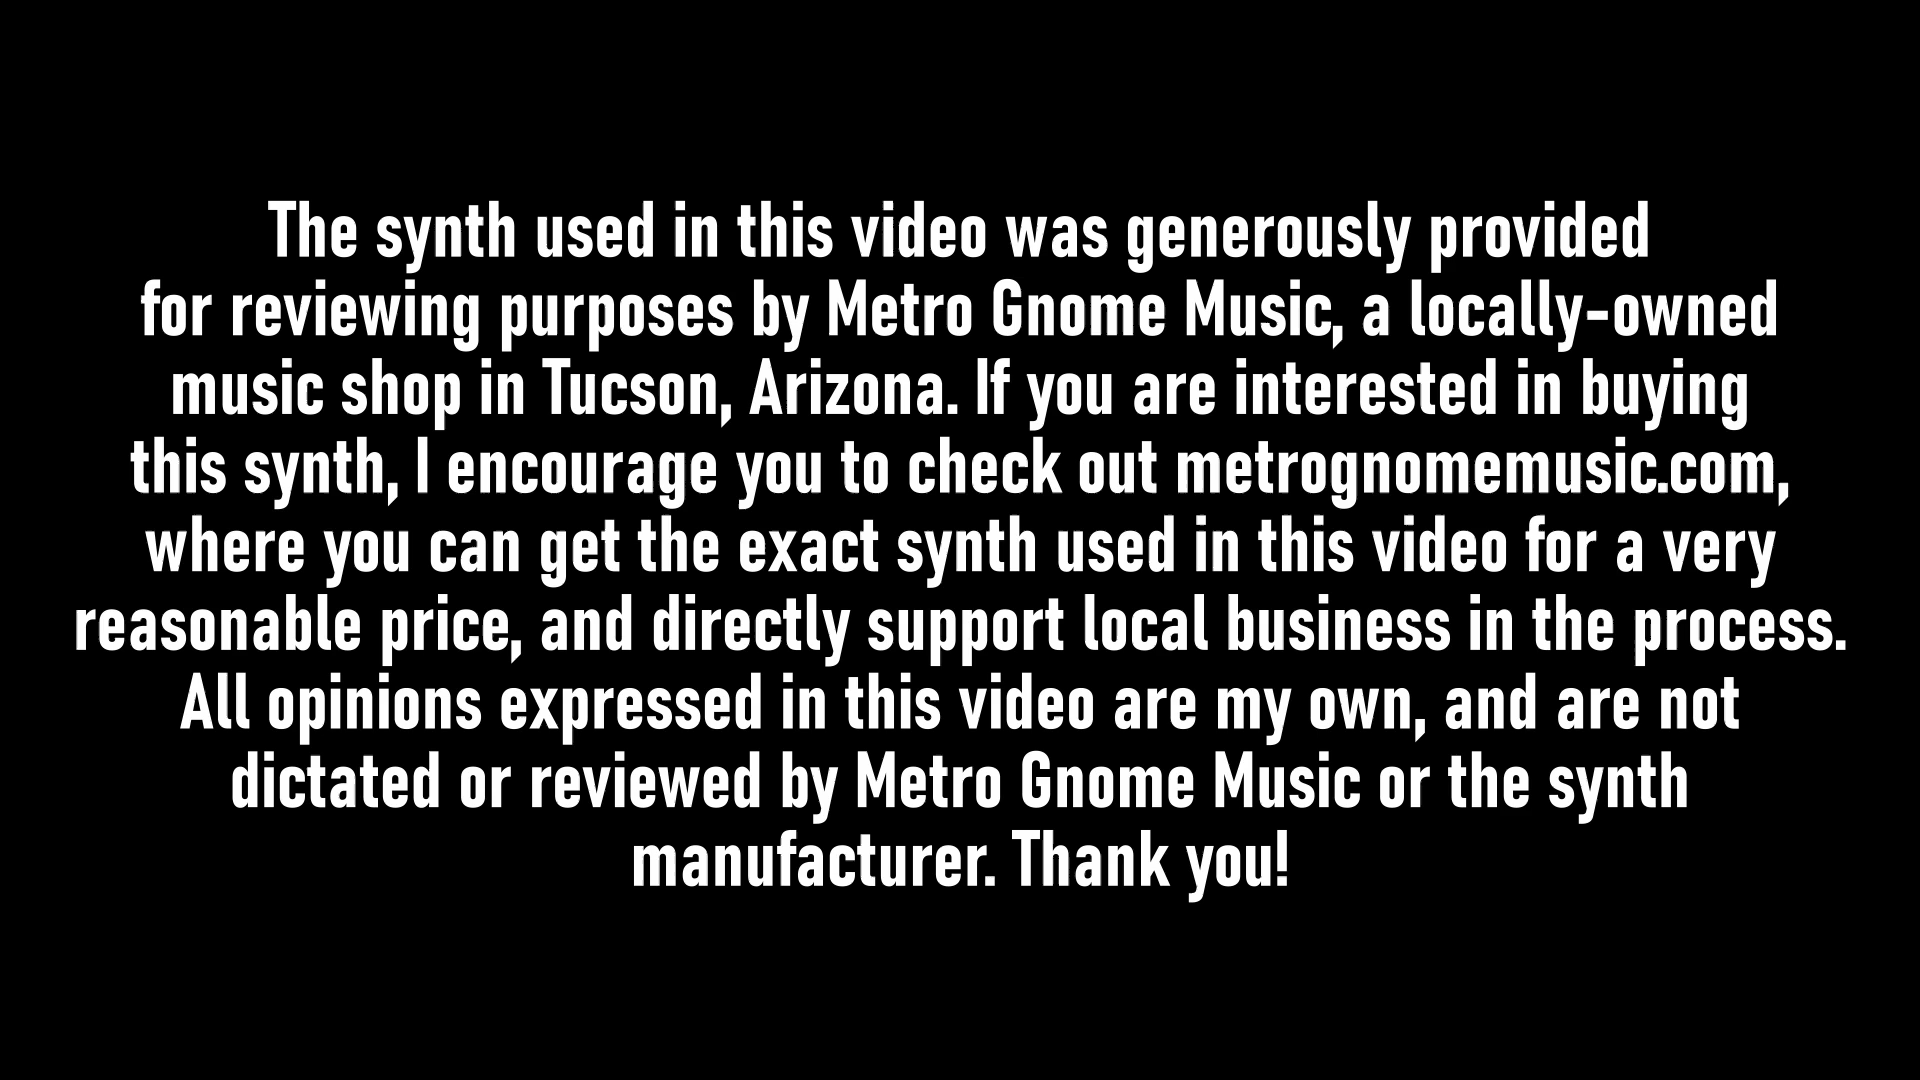 The synth used in this video was generously provided
for reviewing purposes by Metro Gnome Music, a locally-owned
music shop in Tucson, Arizona. If you are interested in buying
this synth, I encourage you to check out metrognomemusic.com,
where you can get the exact synth used in this video for a very
reasonable price, and directly support local business in the process.
All opinions expressed in this video are my own, and are not
dictated or reviewed by Metro Gnome Music or the synth
manufacturer. Thank you!